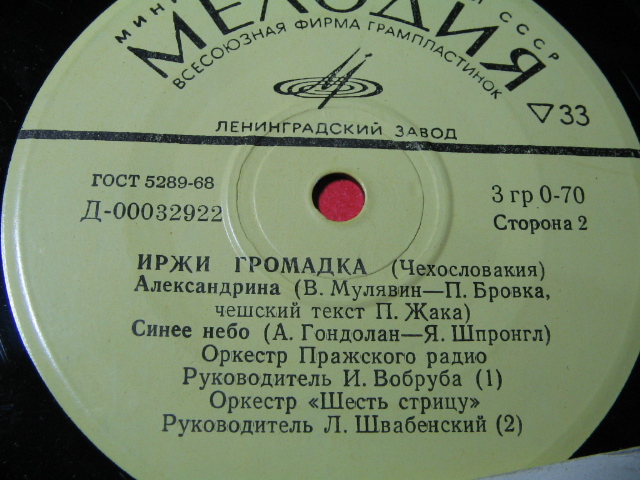 МЕЛОДИЯ
СССР
ВСЕСОЮЗНАЯ ФИРМА ГРАМПЛАСТИНОК
▽33
ЛЕНИНГРАДСКИЙ ЗАВОД
ГОСТ 5289-68
Д-00032922
3 гр 0-70
Сторона 2
ИРЖИ ГРОМАДКА (Чехословакия)
Александрина (В. Мулявин—П. Бровка,
чешский текст П. Жака)
Синее небо (А. Гондолан—Я. Шпронгл)
Оркестр Пражского радио
Руководитель И. Вобруба (1)
Оркестр «Шесть стрицу»
Руководитель Л. Швабенский (2)